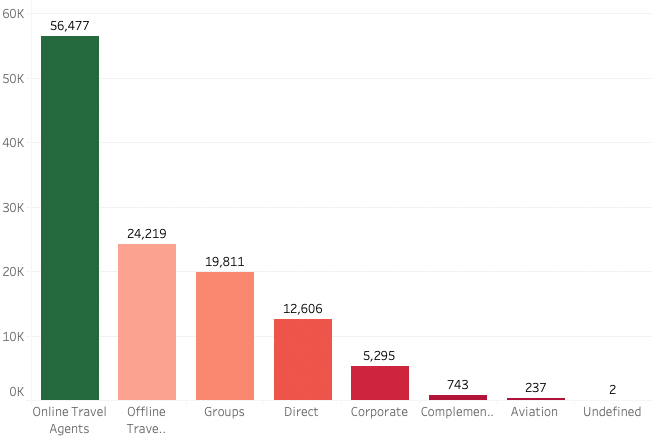 60K
50K
40K
30K
20K
10K
0K
56,477
24,219
19,811
12,606
5,295
743
237
2
Online Travel
Agents
Offline
Trave..
Groups
Direct
Corporate
Complemen..
Aviation
Undefined